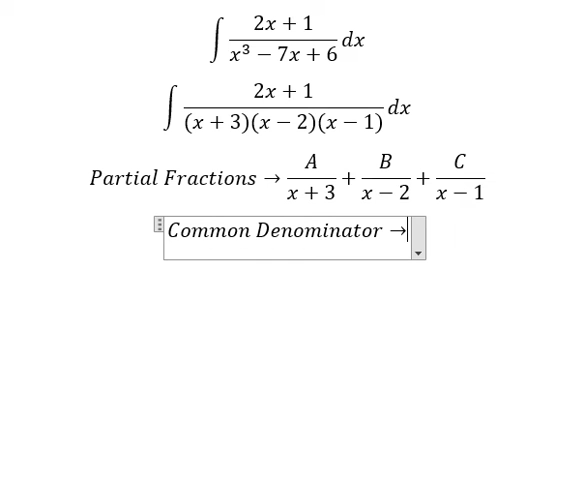 ∫ (2x + 1)/(x³ − 7x + 6) dx
∫ (2x + 1)/((x + 3)(x − 2)(x − 1)) dx
Partial Fractions → A/(x + 3) + B/(x − 2) + C/(x − 1)
Common Denominator →